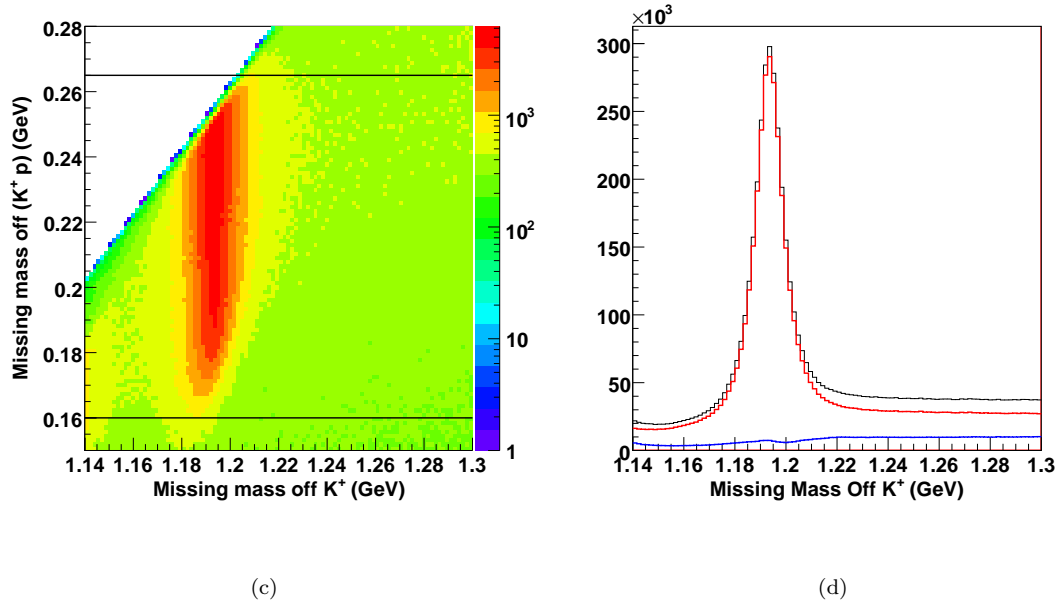 0.28
0.26
0.24
0.22
0.2
0.18
0.16
Missing mass off (K+ p) (GeV)
1.14 1.16 1.18 1.20 1.22 1.24 1.26 1.28 1.3
Missing mass off K+ (GeV)
10³
10²
10
1
×10³
300
250
200
150
100
50
0
1.14 1.16 1.18 1.2 1.22 1.24 1.26 1.28 1.3
Missing Mass Off K+ (GeV)
(c)
(d)